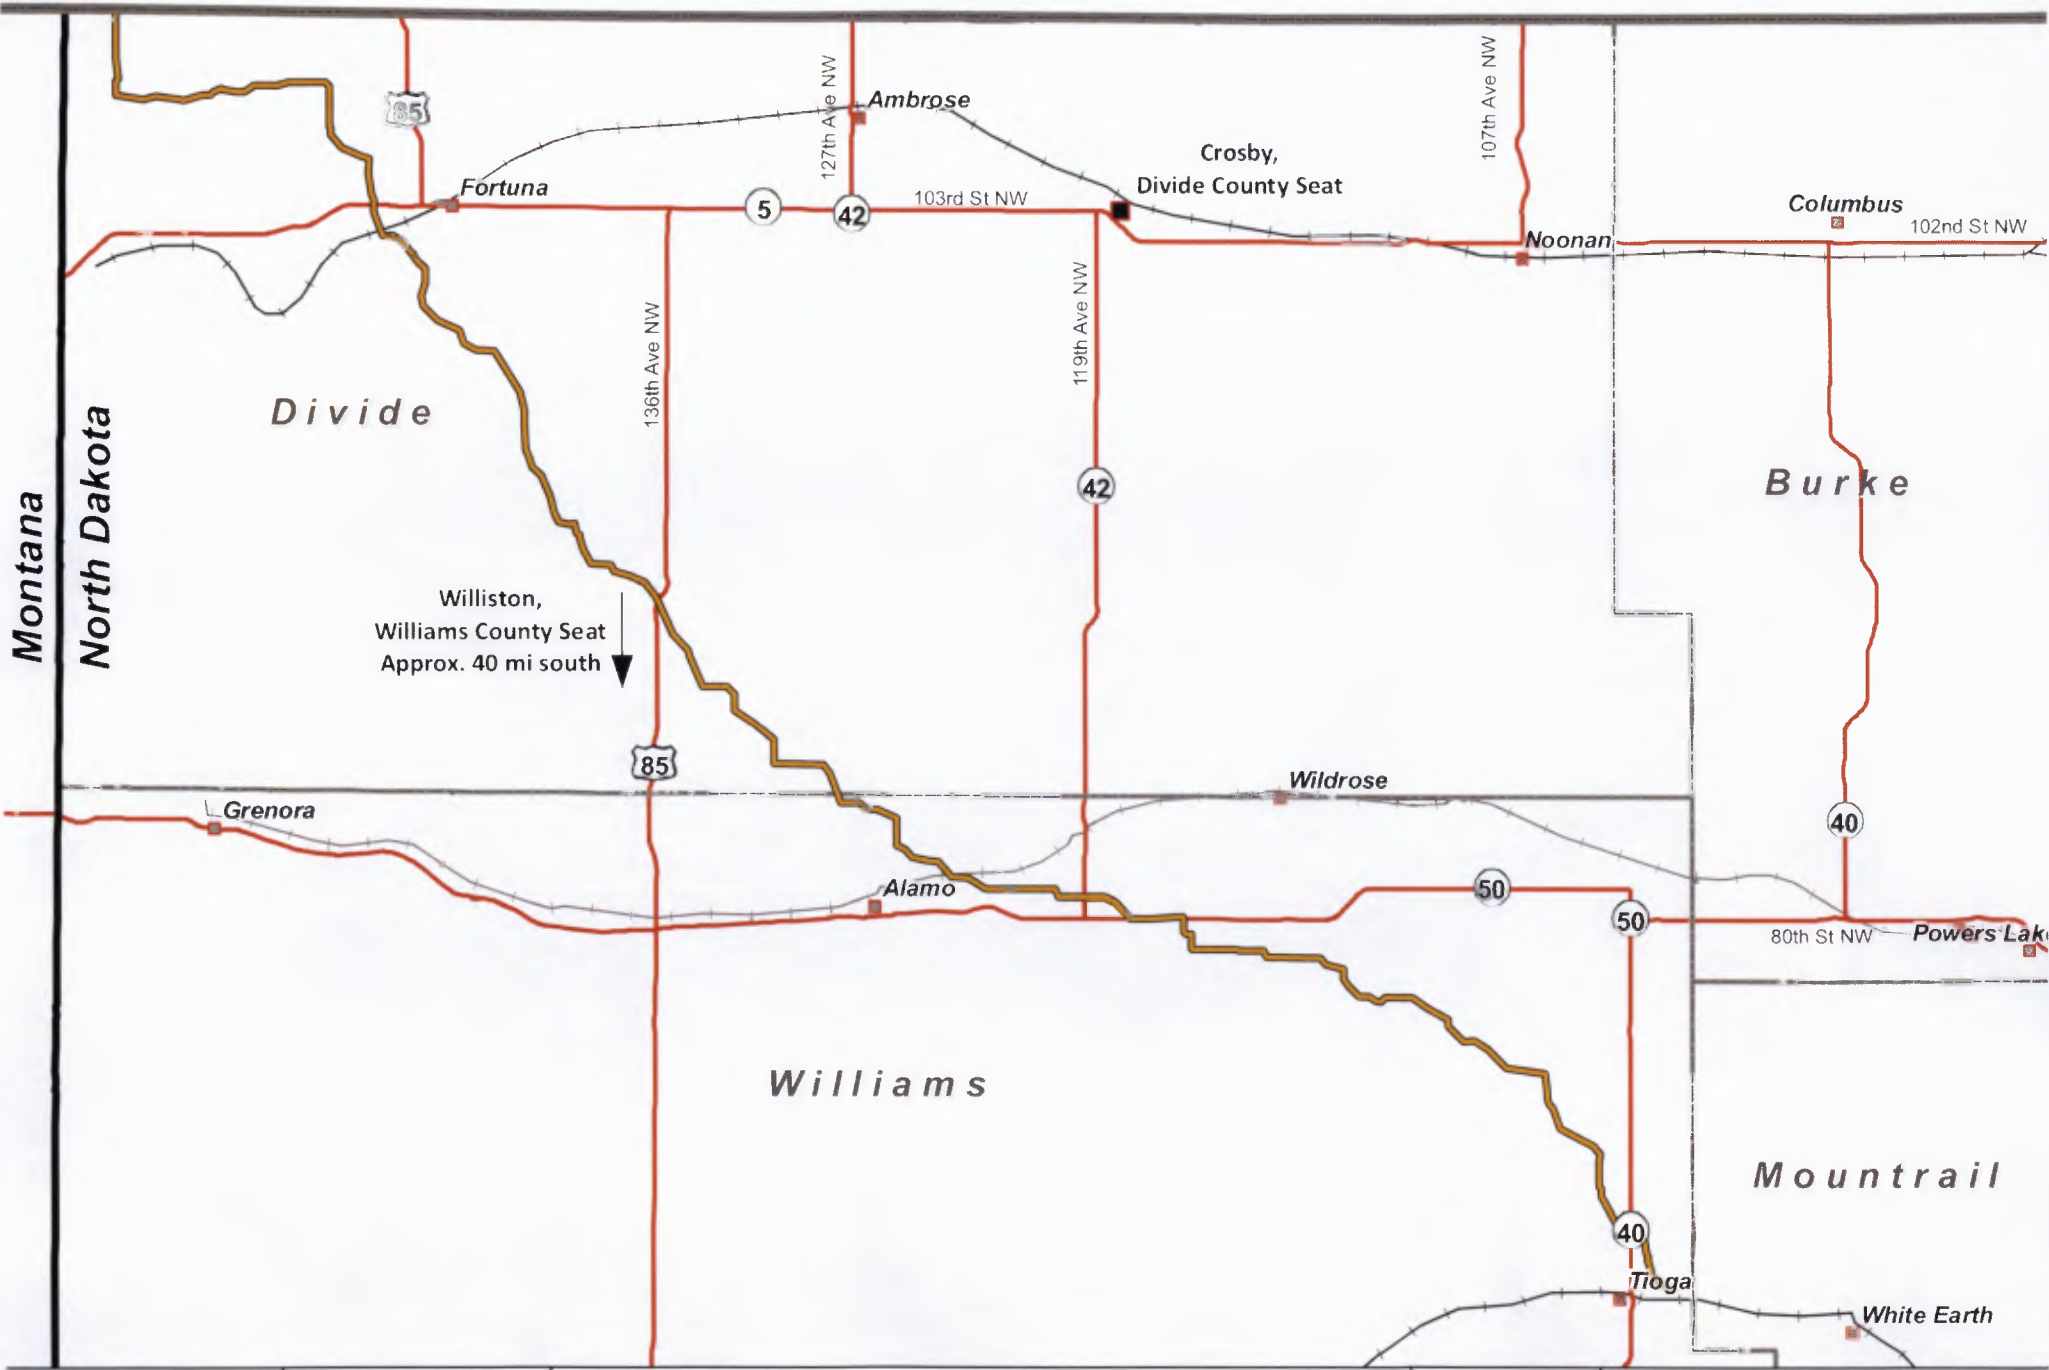 85
127th Ave NW
Ambrose
107th Ave NW
Crosby,
Divide County Seat
Fortuna
5
42
103rd St NW
Columbus
102nd St NW
Noonan
136th Ave NW
119th Ave NW
Divide
42
Burke
Montana
North Dakota
Williston,
Williams County Seat
Approx. 40 mi south
85
Wildrose
Grenora
40
Alamo
50
50
80th St NW
Powers Lak
Williams
Mountrail
40
Tioga
White Earth